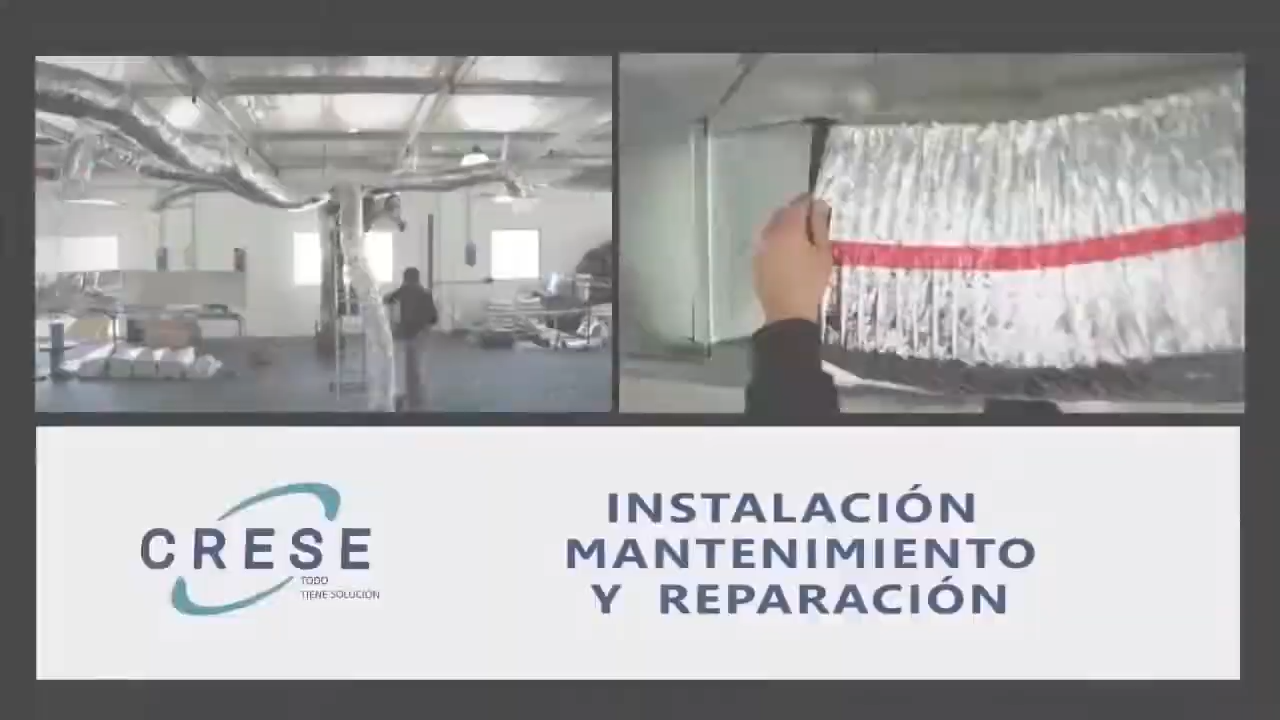 CRESE
TODO
TIENE SOLUCIÓN
INSTALACIÓN
MANTENIMIENTO
Y REPARACIÓN